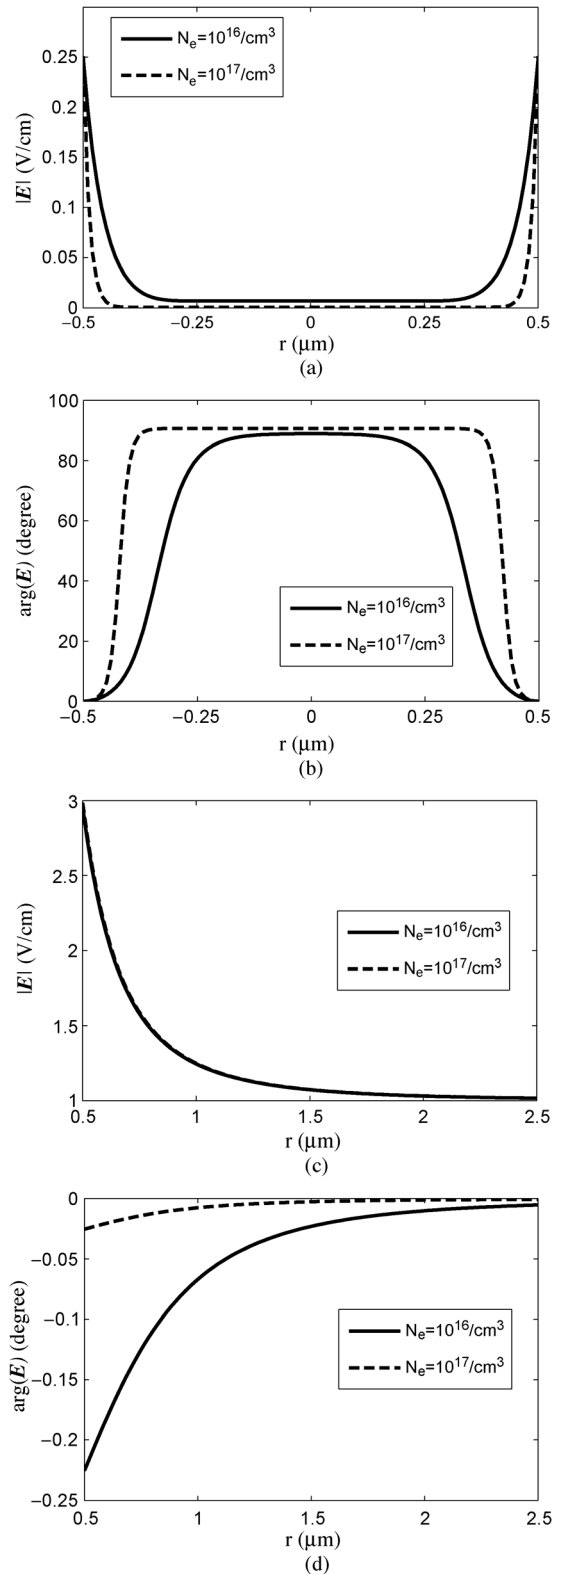 N_e=10^16/cm^3
N_e=10^17/cm^3
0.25
0.2
0.15
0.1
0.05
0
|E| (V/cm)
−0.5 −0.25 0 0.25 0.5
r (μm)
(a)
100
80
60
40
20
0
arg(E) (degree)
N_e=10^16/cm^3
N_e=10^17/cm^3
−0.5 −0.25 0 0.25 0.5
r (μm)
(b)
3
2.5
2
1.5
1
|E| (V/cm)
N_e=10^16/cm^3
N_e=10^17/cm^3
0.5 1 1.5 2 2.5
r (μm)
(c)
0
−0.05
−0.1
−0.15
−0.2
−0.25
arg(E) (degree)
N_e=10^16/cm^3
N_e=10^17/cm^3
0.5 1 1.5 2 2.5
r (μm)
(d)